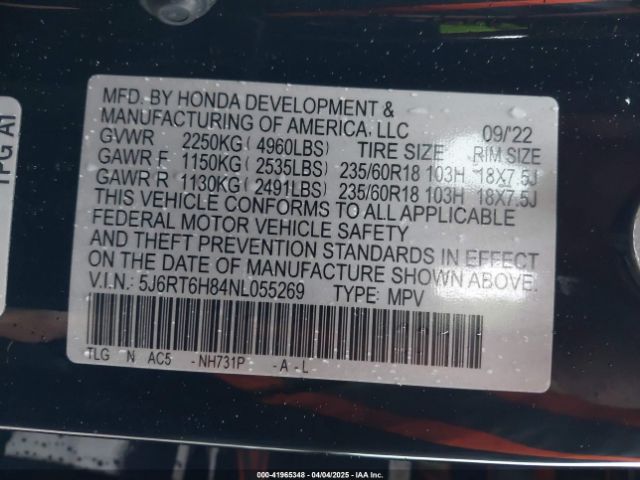 MFD. BY HONDA DEVELOPMENT &
MANUFACTURING OF AMERICA, LLC 09/'22
GVWR 2250KG( 4960LBS) TIRE SIZE RIM SIZE
GAWR F 1150KG( 2535LBS) 235/60R18 103H 18X7.5J
GAWR R 1130KG( 2491LBS) 235/60R18 103H 18X7.5J
THIS VEHICLE CONFORMS TO ALL APPLICABLE
FEDERAL MOTOR VEHICLE SAFETY
AND THEFT PREVENTION STANDARDS IN EFFECT
ON THE DATE OF MANUFACTURE SHOWN ABOVE.
V.I.N.: 5J6RT6H84NL055269 TYPE: MPV
TLG N AC5 -NH731P -A-L
TPG A1
000-41965348 - 04/04/2025 - IAA Inc.